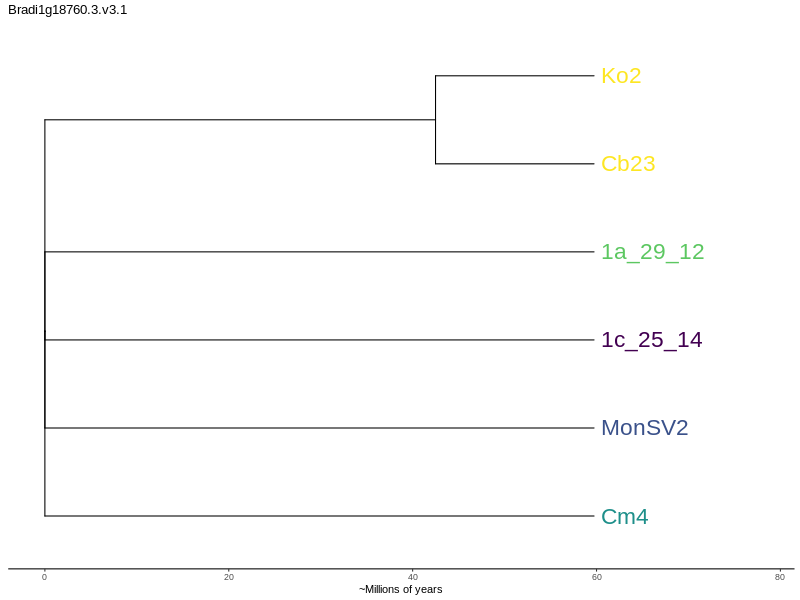 Bradi1g18760.3.v3.1
Ko2
Cb23
1a_29_12
1c_25_14
MonSV2
Cm4
0 20 40 60 80
~Millions of years